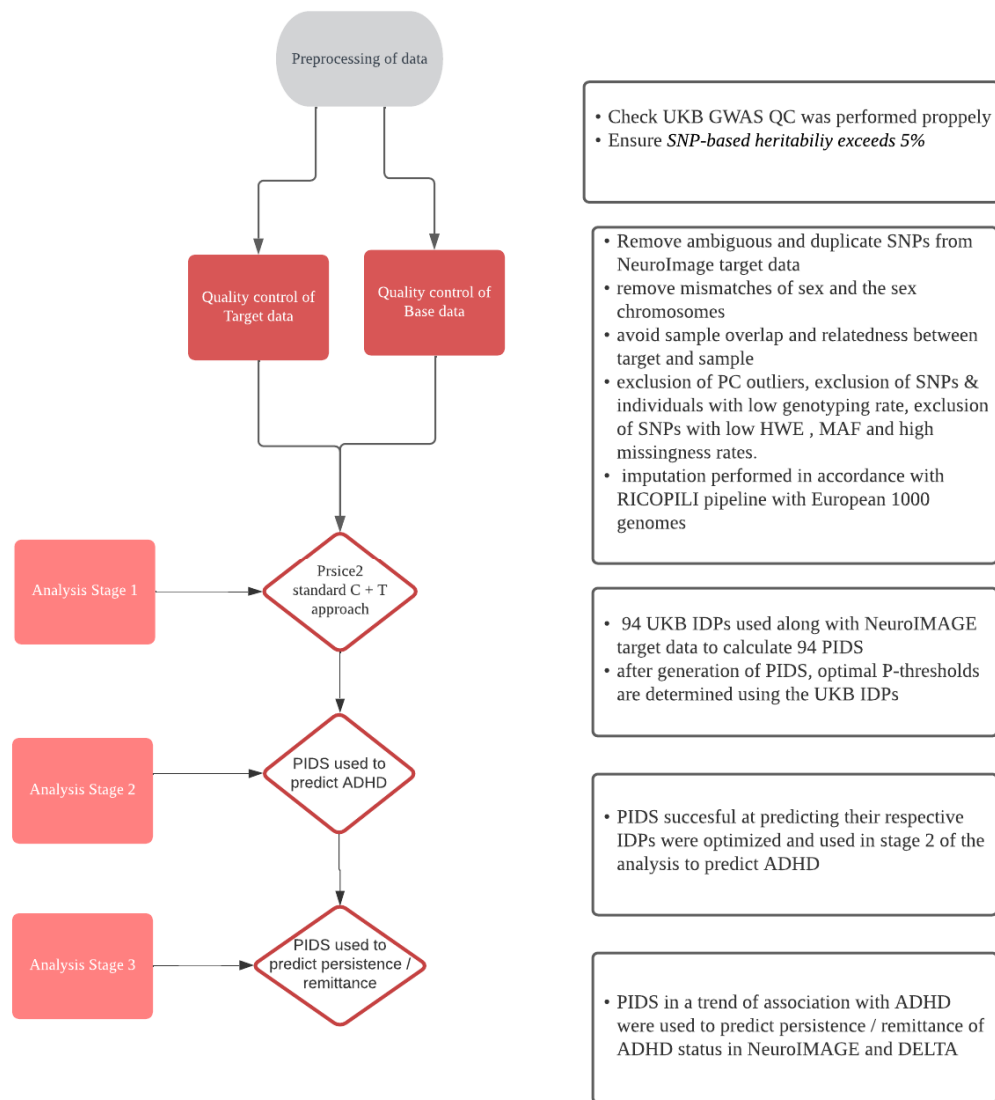 Preprocessing of data
• Check UKB GWAS QC was performed proppely
• Ensure SNP-based heritabiliy exceeds 5%
Quality control of
Target data
Quality control of
Base data
• Remove ambiguous and duplicate SNPs from
NeuroImage target data
• remove mismatches of sex and the sex
chromosomes
• avoid sample overlap and relatedness between
target and sample
• exclusion of PC outliers, exclusion of SNPs &
individuals with low genotyping rate, exclusion
of SNPs with low HWE , MAF and high
missingness rates.
• imputation performed in accordance with
RICOPILI pipeline with European 1000
genomes
Analysis Stage 1
Prsice2
standard C + T
approach
• 94 UKB IDPs used along with NeuroIMAGE
target data to calculate 94 PIDS
• after generation of PIDS, optimal P-thresholds
are determined using the UKB IDPs
Analysis Stage 2
PIDS used to
predict ADHD
• PIDS succesful at predicting their respective
IDPs were optimized and used in stage 2 of the
analysis to predict ADHD
Analysis Stage 3
PIDS used to
predict persistence /
remittance
• PIDS in a trend of association with ADHD
were used to predict persistence / remittance of
ADHD status in NeuroIMAGE and DELTA